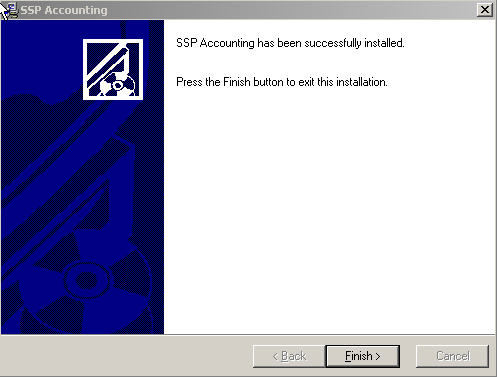 SSP Accounting
SSP Accounting has been successfully installed.
Press the Finish button to exit this installation.
< Back
Finish >
Cancel